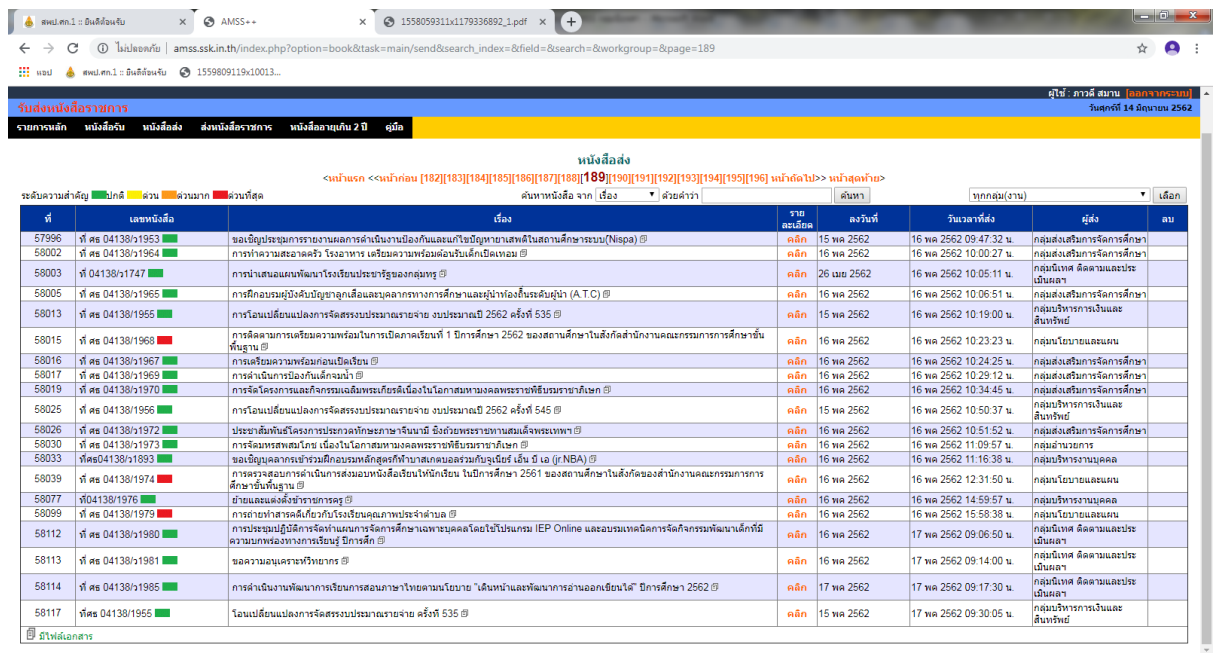 สพป.ศก.1 :: ยินดีต้อนรับ
AMSS++
1558059311x1179336892_1.pdf
ไม่ปลอดภัย | amss.ssk.in.th/index.php?option=book&task=main/send&search_index=&field=&search=&workgroup=&page=189
แอป สพป.ศก.1 :: ยินดีต้อนรับ 1559809119x10013...
ผู้ใช้ : ภาวดี สมาน [ออกจากระบบ]
รับส่งหนังสือราชการ วันศุกร์ที่ 14 มิถุนายน 2562
รายการหลัก หนังสือรับ หนังสือส่ง ส่งหนังสือราชการ หนังสืออายุเกิน 2 ปี คู่มือ
หนังสือส่ง
<หน้าแรก <<หน้าก่อน [182][183][184][185][186][187][188][189][190][191][192][193][194][195][196] หน้าถัดไป>> หน้าสุดท้าย>
ระดับความสำคัญ ปกติ ด่วน ด่วนมาก ด่วนที่สุด ค้นหาหนังสือ จาก เรื่อง ด้วยคำว่า ค้นหา ทุกกลุ่ม(งาน) เลือก
ที่ เลขหนังสือ เรื่อง รายละเอียด ลงวันที่ วันเวลาที่ส่ง ผู้ส่ง ลบ
57996 ที่ ศธ 04138/ว1953 ขอเชิญประชุมการรายงานผลการดำเนินงานป้องกันและแก้ไขปัญหายาเสพติดในสถานศึกษาระบบ(Nispa) คลิก 15 พค 2562 16 พค 2562 09:47:32 น. กลุ่มส่งเสริมการจัดการศึกษา
58002 ที่ ศธ 04138/ว1964 การทำความสะอาดครัว โรงอาหาร เตรียมความพร้อมต้อนรับเด็กเปิดเทอม คลิก 16 พค 2562 16 พค 2562 10:00:27 น. กลุ่มส่งเสริมการจัดการศึกษา
58003 ที่ 04138/ว1747 การนำเสนอแผนพัฒนาโรงเรียนประชารัฐของกลุ่มทรู คลิก 26 เมย 2562 16 พค 2562 10:05:11 น. กลุ่มนิเทศ ติดตามและประเมินผลฯ
58005 ที่ ศธ 04138/ว1965 การฝึกอบรมผู้บังคับบัญชาลูกเสือและบุคลากรทางการศึกษาและผู้นำท้องถิ่นระดับผู้นำ (A.T.C) คลิก 16 พค 2562 16 พค 2562 10:06:51 น. กลุ่มส่งเสริมการจัดการศึกษา
58013 ที่ ศธ 04138/1955 การโอนเปลี่ยนแปลงการจัดสรรงบประมาณรายจ่าย งบประมาณปี 2562 ครั้งที่ 535 คลิก 15 พค 2562 16 พค 2562 10:19:00 น. กลุ่มบริหารการเงินและสินทรัพย์
58015 ที่ ศธ 04138/1968 การติดตามการเตรียมความพร้อมในการเปิดภาคเรียนที่ 1 ปีการศึกษา 2562 ของสถานศึกษาในสังกัดสำนักงานคณะกรรมการการศึกษาขั้นพื้นฐาน คลิก 16 พค 2562 16 พค 2562 10:23:23 น. กลุ่มนโยบายและแผน
58016 ที่ ศธ 04138/ว1967 การเตรียมความพร้อมก่อนเปิดเรียน คลิก 16 พค 2562 16 พค 2562 10:24:25 น. กลุ่มส่งเสริมการจัดการศึกษา
58017 ที่ ศธ 04138/ว1969 การดำเนินการป้องกันเด็กจมน้ำ คลิก 16 พค 2562 16 พค 2562 10:29:12 น. กลุ่มส่งเสริมการจัดการศึกษา
58019 ที่ ศธ 04138/ว1970 การจัดโครงการและกิจกรรมเฉลิมพระเกียรติเนื่องในโอกาสมหามงคลพระราชพิธีบรมราชาภิเษก คลิก 16 พค 2562 16 พค 2562 10:34:45 น. กลุ่มส่งเสริมการจัดการศึกษา
58025 ที่ ศธ 04138/1956 การโอนเปลี่ยนแปลงการจัดสรรงบประมาณรายจ่าย งบประมาณปี 2562 ครั้งที่ 545 คลิก 15 พค 2562 16 พค 2562 10:50:37 น. กลุ่มบริหารการเงินและสินทรัพย์
58026 ที่ ศธ 04138/ว1972 ประชาสัมพันธ์โครงการประกวดทักษะภาษาจีนนามี ชิงถ้วยพระราชทานสมเด็จพระเทพฯ คลิก 16 พค 2562 16 พค 2562 10:51:52 น. กลุ่มส่งเสริมการจัดการศึกษา
58030 ที่ ศธ 04138/ว1973 การจัดมหรสพสมโภช เนื่องในโอกาสมหามงคลพระราชพิธีบรมราชาภิเษก คลิก 16 พค 2562 16 พค 2562 11:09:57 น. กลุ่มอำนวยการ
58033 ที่ศธ04138/ว1893 ขอเชิญบุคลากรเข้าร่วมฝึกอบรมหลักสูตรกีฬาบาสเกตบอลร่วมกับจูเนียร์ เอ็น บี เอ (jr.NBA) คลิก 16 พค 2562 16 พค 2562 11:16:38 น. กลุ่มบริหารงานบุคคล
58039 ที่ ศธ 04138/1974 การตรวจสอบการดำเนินการส่งมอบหนังสือเรียนให้นักเรียน ในปีการศึกษา 2561 ของสถานศึกษาในสังกัดของสำนักงานคณะกรรมการการศึกษาขั้นพื้นฐาน คลิก 16 พค 2562 16 พค 2562 12:31:50 น. กลุ่มนโยบายและแผน
58077 ที่04138/1976 ย้ายและแต่งตั้งข้าราชการครู คลิก 16 พค 2562 16 พค 2562 14:59:57 น. กลุ่มบริหารงานบุคคล
58099 ที่ ศธ 04138/1979 การถ่ายทำสารคดีเกี่ยวกับโรงเรียนคุณภาพประจำตำบล คลิก 16 พค 2562 16 พค 2562 15:58:38 น. กลุ่มนโยบายและแผน
58112 ที่ ศธ 04138/ว1980 การประชุมปฏิบัติการจัดทำแผนการจัดการศึกษาเฉพาะบุคคลโดยใช้โปรแกรม IEP Online และอบรมเทคนิคการจัดกิจกรรมพัฒนาเด็กที่มีความบกพร่องทางการเรียนรู้ ปีการศึก คลิก 16 พค 2562 17 พค 2562 09:06:50 น. กลุ่มนิเทศ ติดตามและประเมินผลฯ
58113 ที่ ศธ 04138/ว1981 ขอความอนุเคราะห์วิทยากร คลิก 16 พค 2562 17 พค 2562 09:14:00 น. กลุ่มนิเทศ ติดตามและประเมินผลฯ
58114 ที่ ศธ 04138/ว1985 การดำเนินงานพัฒนาการเรียนการสอนภาษาไทยตามนโยบาย "เดินหน้าและพัฒนาการอ่านออกเขียนได้" ปีการศึกษา 2562 คลิก 17 พค 2562 17 พค 2562 09:17:30 น. กลุ่มนิเทศ ติดตามและประเมินผลฯ
58117 ที่ศธ 04138/1955 โอนเปลี่ยนแปลงการจัดสรรงบประมาณรายจ่าย ครั้งที่ 535 คลิก 15 พค 2562 17 พค 2562 09:30:05 น. กลุ่มบริหารการเงินและสินทรัพย์
มีไฟล์เอกสาร